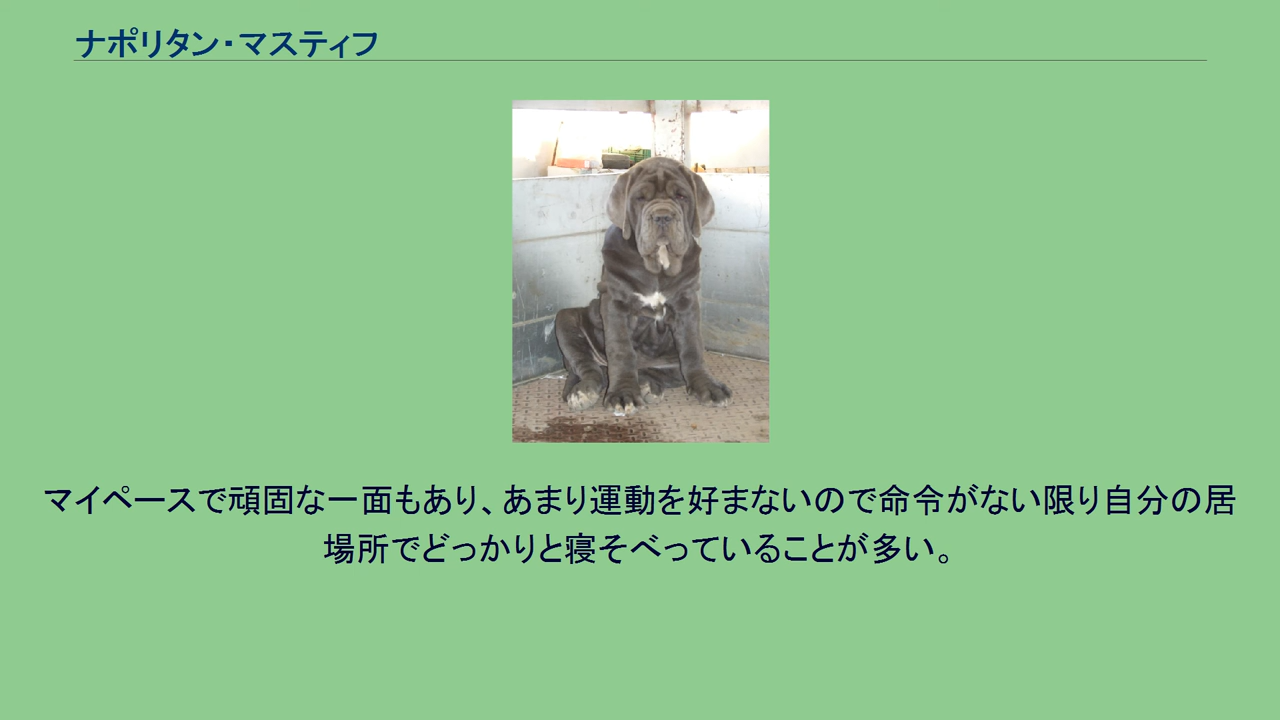 ナポリタン・マスティフ
マイペースで頑固な一面もあり、あまり運動を好まないので命令がない限り自分の居
場所でどっかりと寝そべっていることが多い。